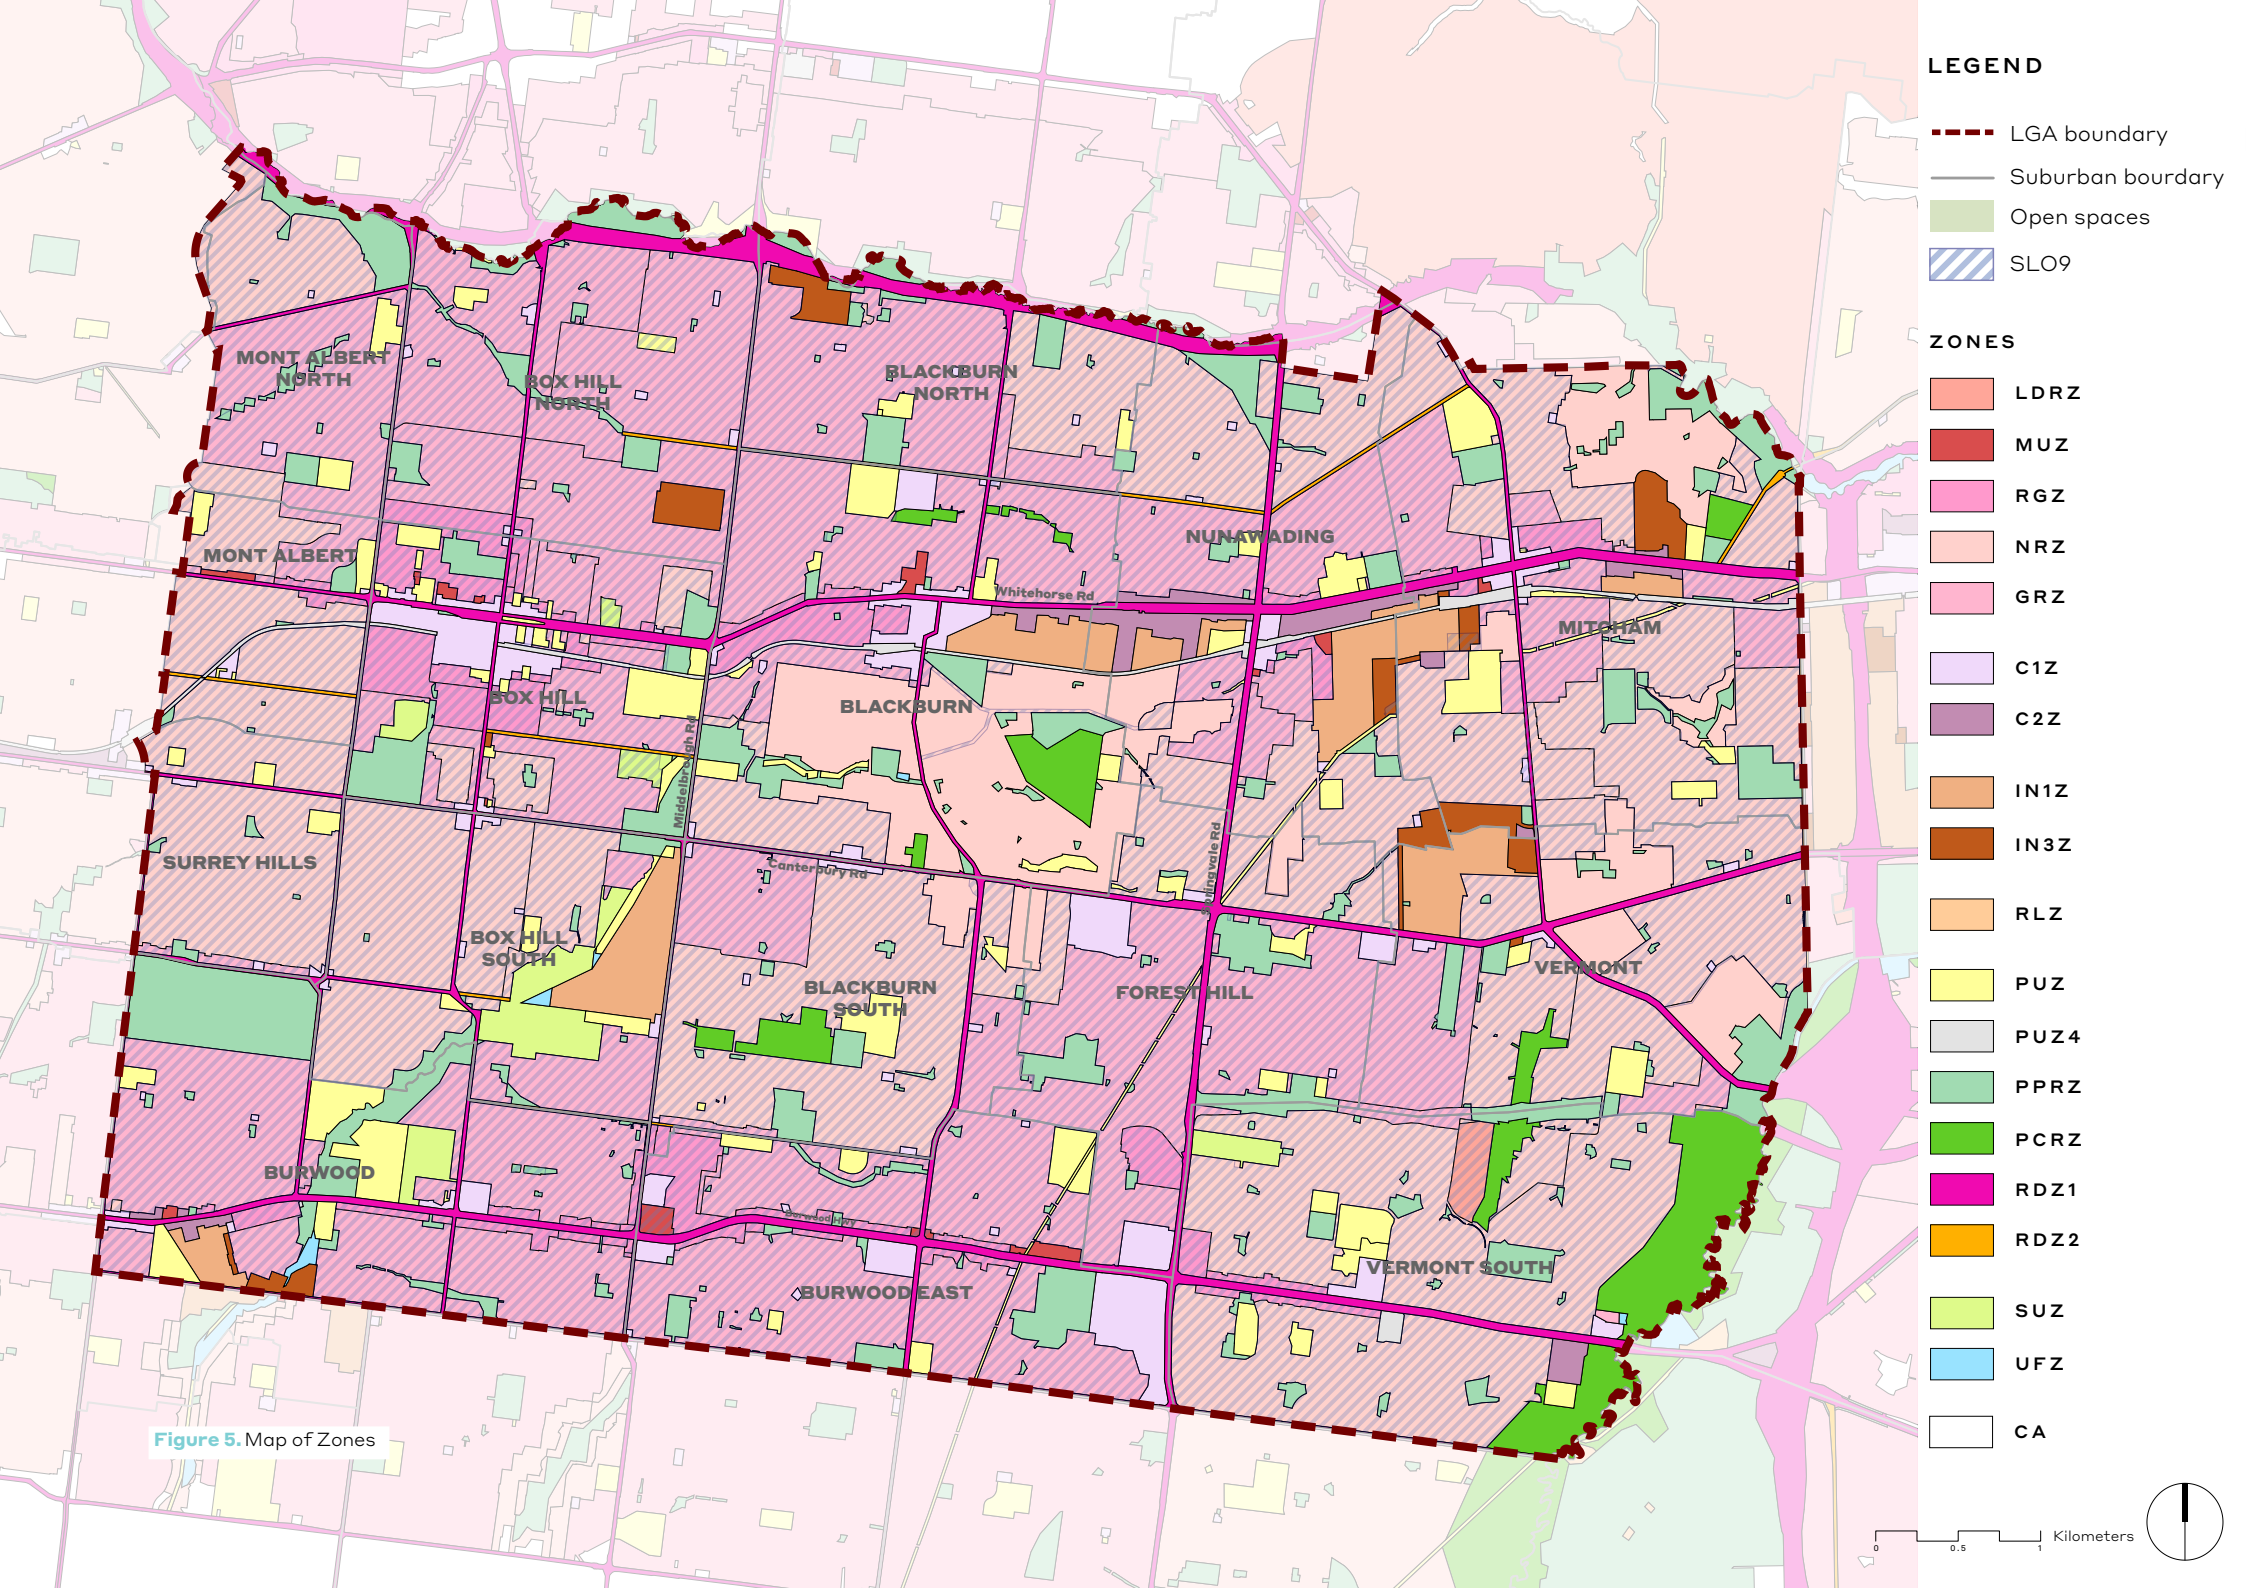 MONT ALBERT
NORTH
BOX HILL
NORTH
BLACKBURN
NORTH
NUNAWADING
MONT ALBERT
Whitehorse Rd
MITCHAM
BOX HILL
BLACKBURN
Middleborough Rd
SURREY HILLS
Canterbury Rd
Springvale Rd
BOX HILL
SOUTH
BLACKBURN
SOUTH
FOREST HILL
VERMONT
BURWOOD
Burwood Hwy
BURWOOD EAST
VERMONT SOUTH
Figure 5. Map of Zones
LEGEND
LGA boundary
Suburban bourdary
Open spaces
SLO9
ZONES
LDRZ
MUZ
RGZ
NRZ
GRZ
C1Z
C2Z
IN1Z
IN3Z
RLZ
PUZ
PUZ4
PPRZ
PCRZ
RDZ1
RDZ2
SUZ
UFZ
CA
Kilometers
0 0.5 1